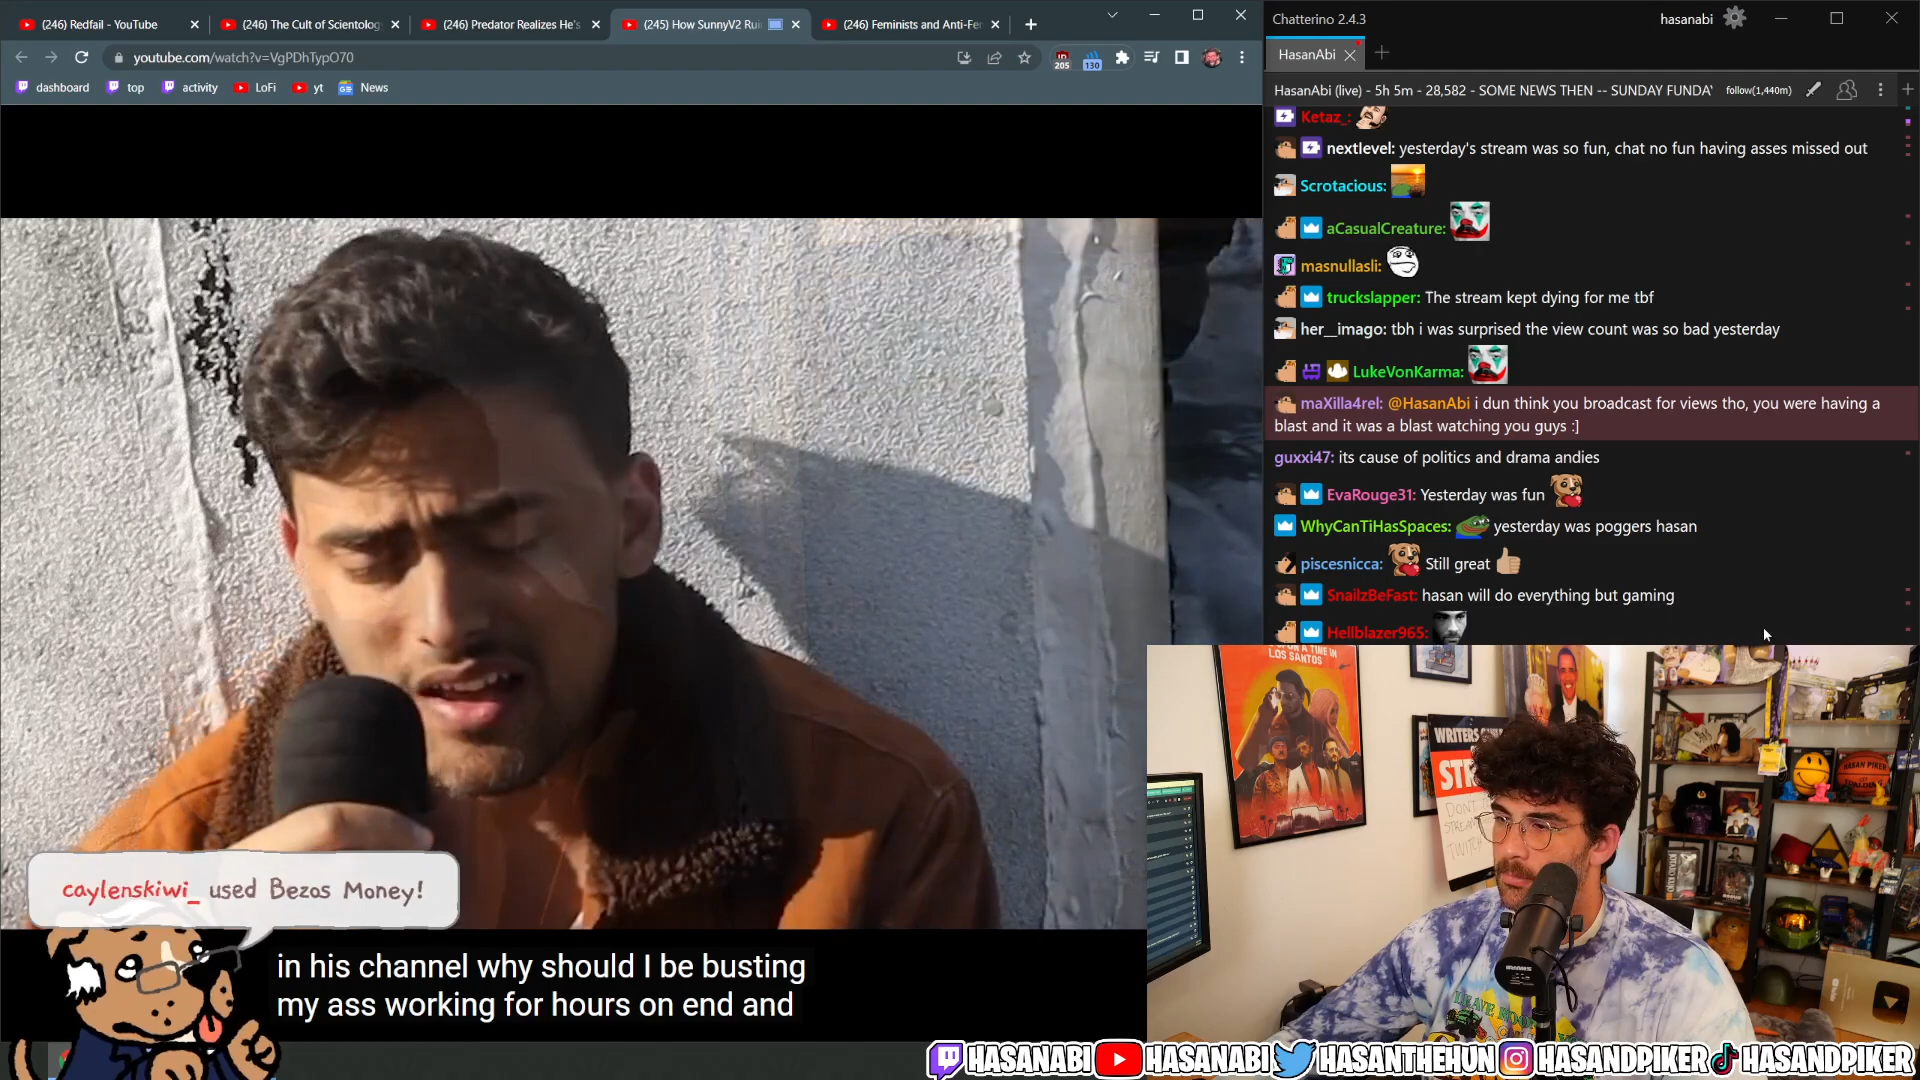 (246) Redfail - YouTube
(246) The Cult of Scientolog
(246) Predator Realizes He's
(245) How SunnyV2 Rui
(246) Feminists and Anti-Fe
youtube.com/watch?v=VgPDhTypO70
205
130
dashboard
top
activity
LoFi
yt
News
Chatterino 2.4.3
hasanabi
HasanAbi
HasanAbi (live) - 5h 5m - 28,582 - SOME NEWS THEN -- SUNDAY FUNDA
follow(1,440m)
Ketaz_:
nextlevel: yesterday's stream was so fun, chat no fun having asses missed out
Scrotacious:
aCasualCreature:
masnullasli:
truckslapper: The stream kept dying for me tbf
her__imago: tbh i was surprised the view count was so bad yesterday
LukeVonKarma:
maXilla4rel: @HasanAbi i dun think you broadcast for views tho, you were having a
blast and it was a blast watching you guys :]
guxxi47: its cause of politics and drama andies
EvaRouge31: Yesterday was fun
WhyCanTiHasSpaces: yesterday was poggers hasan
piscesnicca: Still great
SnailzBeFast: hasan will do everything but gaming
Hellblazer965:
LOS SANTOS
WRITERS
HASAN PIKER
caylenskiwi_ used Bezos Money!
in his channel why should I be busting
my ass working for hours on end and
HASANABI
HASANABI
HASANTHEHUN
HASANDPIKER
HASANDPIKER